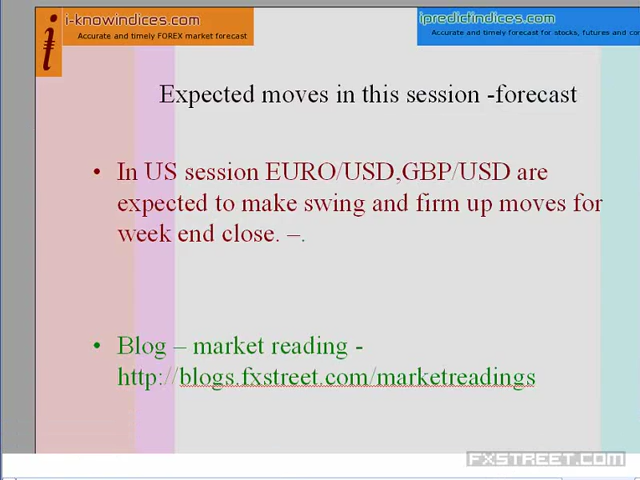 i-knowindices.com
Accurate and timely FOREX market forecast
ipredictindices.com
Accurate and timely forecast for stocks, futures and co
Expected moves in this session -forecast
• In US session EURO/USD,GBP/USD are
expected to make swing and firm up moves for
week end close. –.
• Blog – market reading -
http://blogs.fxstreet.com/marketreadings
FXSTREET.COM